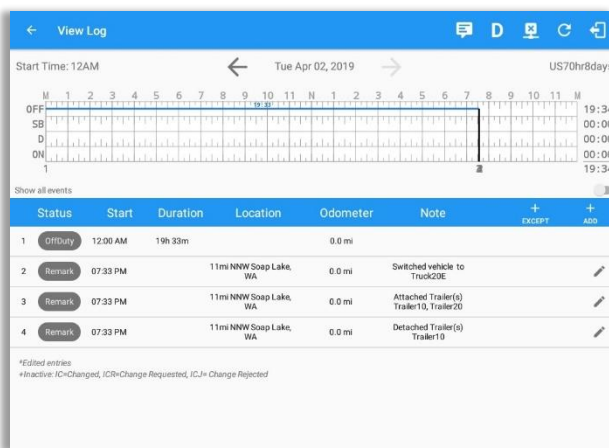 View Log
D
Start Time: 12AM
Tue Apr 02, 2019
US70hr8days
M 1 2 3 4 5 6 7 8 9 10 11 N 1 2 3 4 5 6 7 8 9 10 11 M
OFF 19:33 19:34
SB 00:00
D 00:00
ON 00:00
1 19:34
Show all events
Status Start Duration Location Odometer Note + EXCEPT + ADD
1 OffDuty 12:00 AM 19h 33m 0.0 mi
2 Remark 07:33 PM 11mi NNW Soap Lake, WA 0.0 mi Switched vehicle to Truck20E
3 Remark 07:33 PM 11mi NNW Soap Lake, WA 0.0 mi Attached Trailer(s) Trailer10, Trailer20
4 Remark 07:33 PM 11mi NNW Soap Lake, WA 0.0 mi Detached Trailer(s) Trailer10
*Edited entries
+Inactive: IC=Changed, ICR=Change Requested, ICJ= Change Rejected